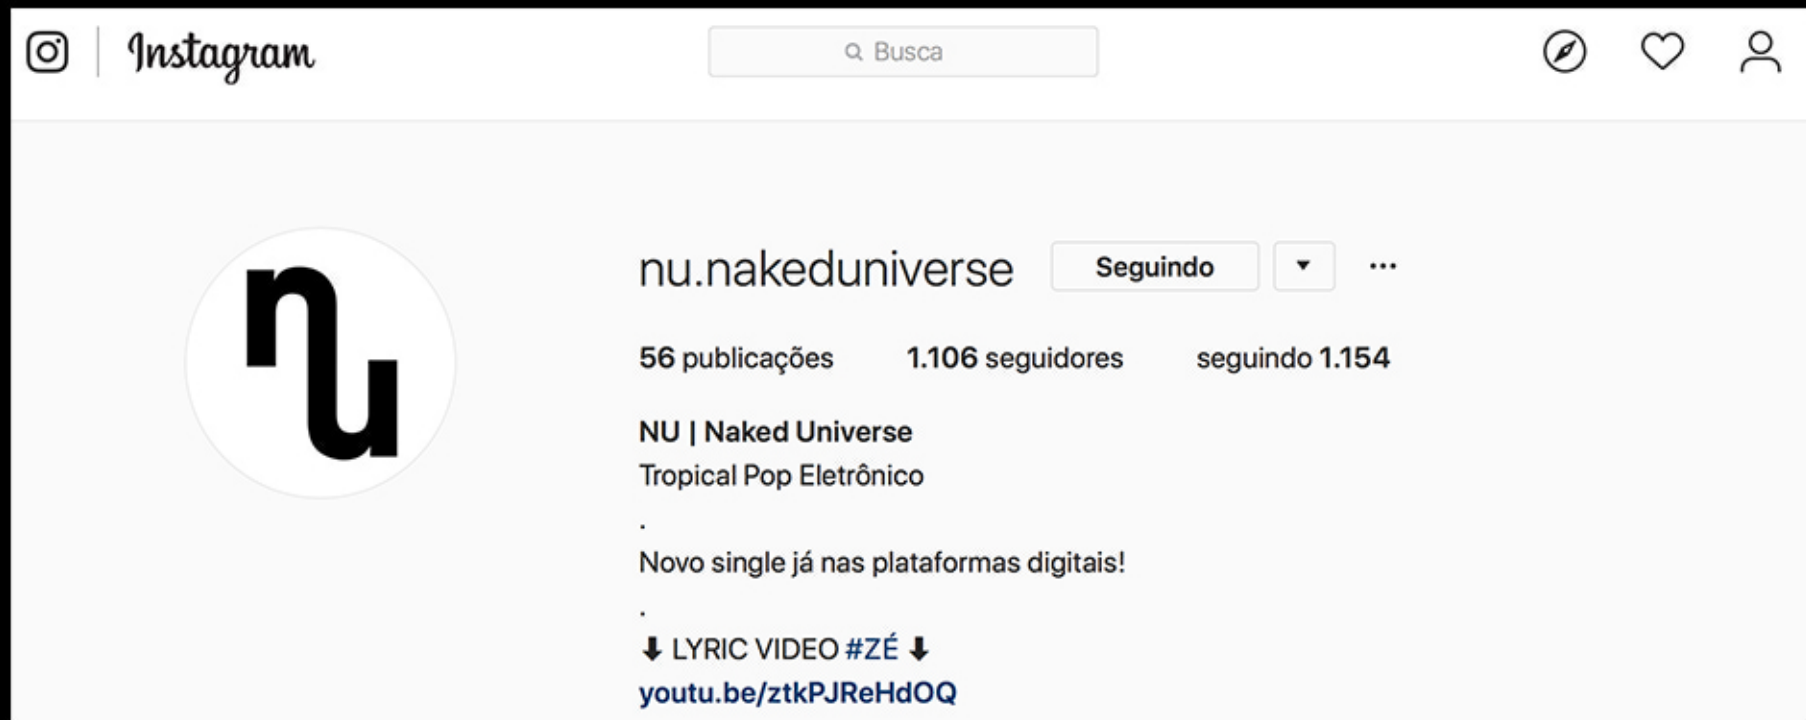 Instagram
Busca
nu
nu.nakeduniverse Seguindo ...
56 publicações 1.106 seguidores seguindo 1.154
NU | Naked Universe
Tropical Pop Eletrônico
.
Novo single já nas plataformas digitais!
.
⬇ LYRIC VIDEO #ZÉ ⬇
youtu.be/ztkPJReHdOQ